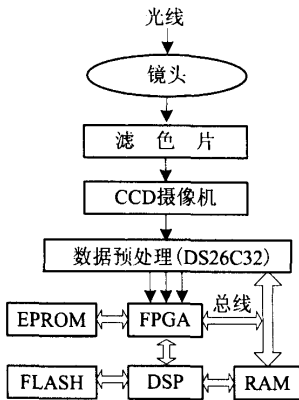 光线
镜头
滤 色 片
CCD摄像机
数据预处理(DS26C32)
总线
EPROM
FPGA
FLASH
DSP
RAM